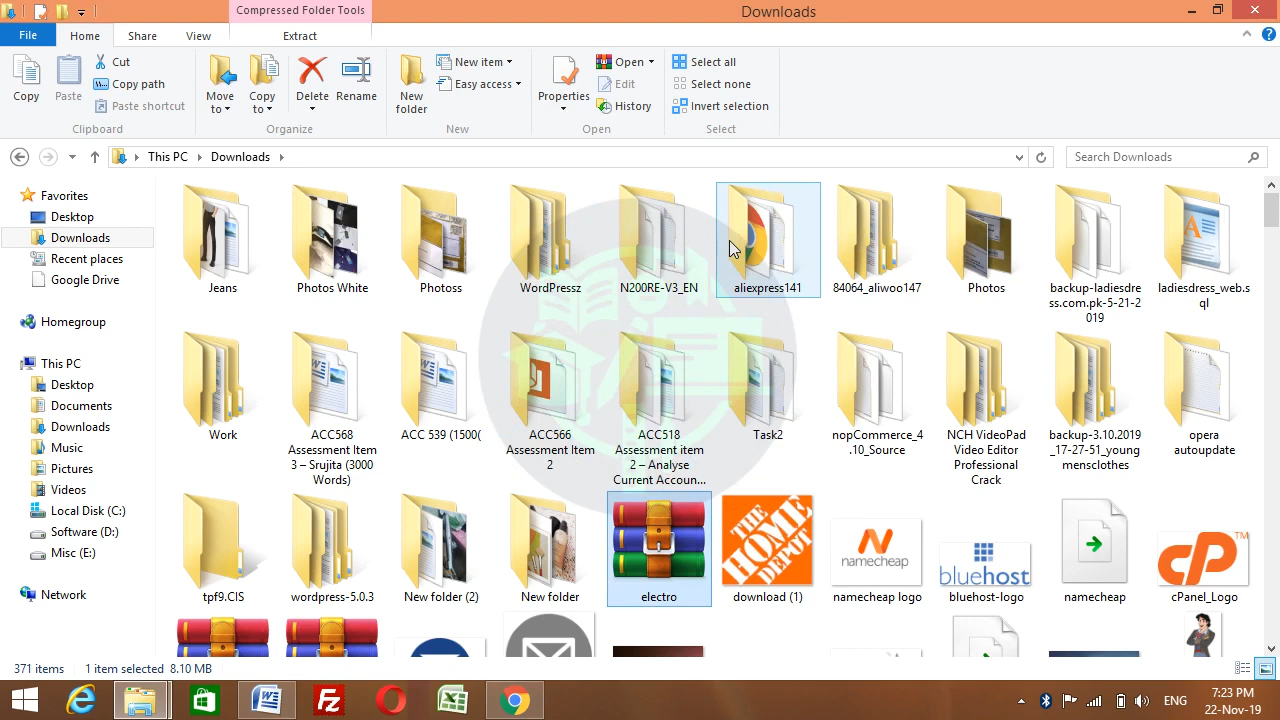 Compressed Folder Tools
Downloads
File
Home
Share
View
Extract
Copy
Paste
Cut
Copy path
Paste shortcut
Clipboard
Move to
Copy to
Delete
Rename
Organize
New folder
New item
Easy access
New
Properties
Open
Edit
History
Open
Select all
Select none
Invert selection
Select
This PC
Downloads
Search Downloads
Favorites
Desktop
Downloads
Recent places
Google Drive
Homegroup
This PC
Desktop
Documents
Downloads
Music
Pictures
Videos
Local Disk (C:)
Software (D:)
Misc (E:)
Network
Jeans
Photos White
Photoss
WordPressz
N200RE-V3_EN
aliexpress141
84064_aliwoo147
Photos
backup-ladiesdre
ss.com.pk-5-21-2
019
ladiesdress_web.s
ql
Work
ACC568
Assessment Item
3 – Srujita (3000
Words)
ACC 539 (1500(
ACC566
Assessment Item
2
ACC518
Assessment item
2 – Analyse
Current Accoun...
Task2
nopCommerce_4
.10_Source
NCH VideoPad
Video Editor
Professional
Crack
backup-3.10.2019
_17-27-51_young
mensclothes
opera
autoupdate
tpf9.CIS
wordpress-5.0.3
New folder (2)
New folder
electro
THE
HOME
DEPOT
download (1)
namecheap
namecheap logo
bluehost
bluehost-logo
namecheap
cP TM
cPanel_Logo
371 items
1 item selected 8.10 MB
ENG
7:23 PM
22-Nov-19